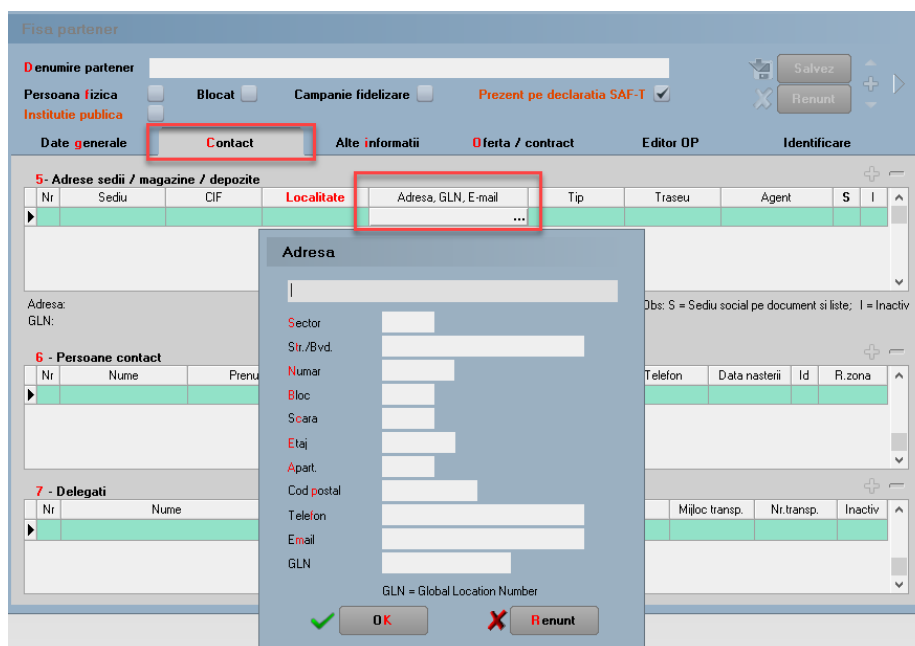 Fisa partener
Denumire partener
Salvez
Persoana fizica Blocat Campanie fidelizare Prezent pe declaratia SAF-T
Renunt
Institutie publica
Date generale Contact Alte informatii Oferta / contract Editor OP Identificare
5- Adrese sedii / magazine / depozite
Nr Sediu CIF Localitate Adresa, GLN, E-mail Tip Traseu Agent S I
...
Adresa
Adresa: Obs: S = Sediu social pe document si liste; I = Inactiv
GLN:
Sector
Str./Bvd.
6 - Persoane contact
Nr Nume Prenu Numar Telefon Data nasterii Id R.zona
Bloc
Scara
Etaj
Apart.
7 - Delegati
Cod postal
Nr Nume Telefon Mijloc transp. Nr.transp. Inactiv
Email
GLN
GLN = Global Location Number
OK Renunt